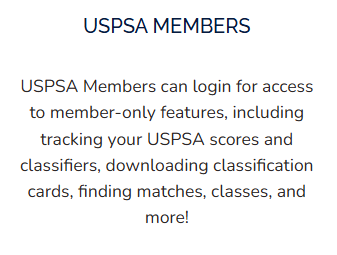 USPSA MEMBERS
USPSA Members can login for access
to member-only features, including
tracking your USPSA scores and
classifiers, downloading classification
cards, finding matches, classes, and
more!